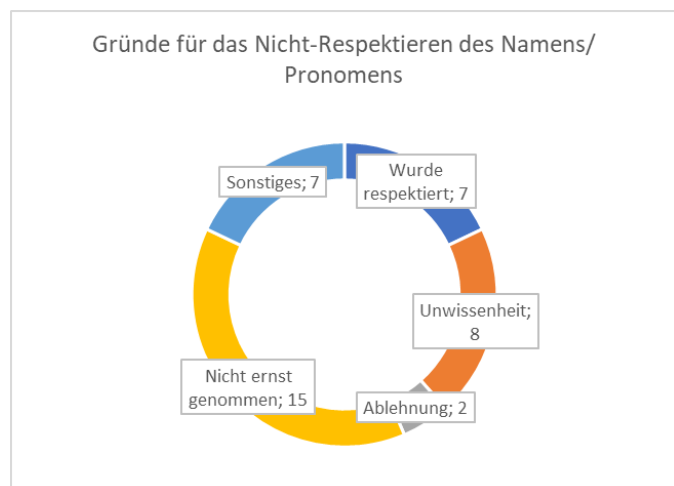 Gründe für das Nicht-Respektieren des Namens/
Pronomens
Sonstiges; 7
Wurde
respektiert; 7
Unwissenheit;
8
Nicht ernst
genommen; 15
Ablehnung; 2